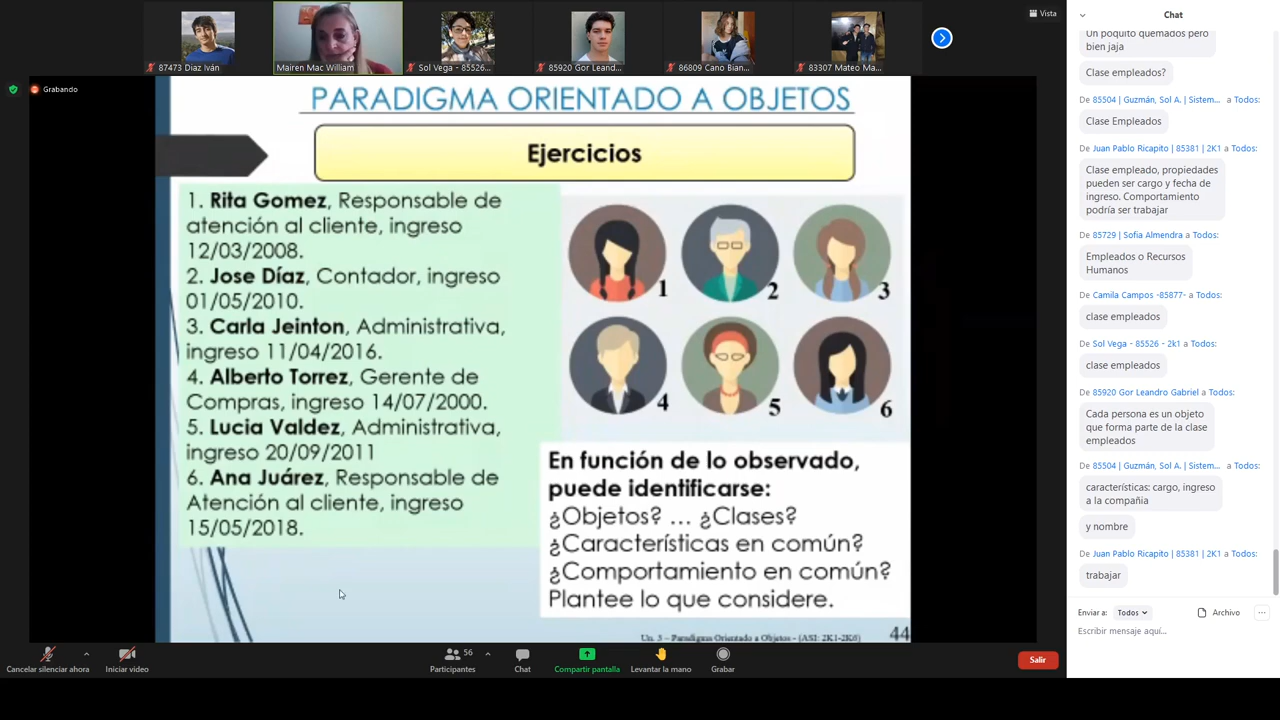 Vista
87473 Diaz Iván
Mairen Mac William
Sol Vega - 85526...
85920 Gor Leand...
86809 Cano Bian...
83307 Mateo Ma...
Grabando
PARADIGMA ORIENTADO A OBJETOS
Ejercicios
1. Rita Gomez, Responsable de
atención al cliente, ingreso
12/03/2008.
2. Jose Díaz, Contador, ingreso
01/05/2010.
3. Carla Jeinton, Administrativa,
ingreso 11/04/2016.
4. Alberto Torrez, Gerente de
Compras, ingreso 14/07/2000.
5. Lucia Valdez, Administrativa,
ingreso 20/09/2011
6. Ana Juárez, Responsable de
Atención al cliente, ingreso
15/05/2018.
1
2
3
4
5
6
En función de lo observado,
puede identificarse:
¿Objetos? ... ¿Clases?
¿Características en común?
¿Comportamiento en común?
Plantee lo que considere.
Un. 3 – Paradigma Orientado a Objetos - (ASI: 2K1-2K6)
44
Cancelar silenciar ahora
Iniciar video
56
Participantes
Chat
Compartir pantalla
Levantar la mano
Grabar
Salir
Chat
Un poquito quemados pero
bien jaja
Clase empleados?
De 85504 | Guzmán, Sol A. | Sistem... a Todos:
Clase Empleados
De Juan Pablo Ricapito | 85381 | 2K1 a Todos:
Clase empleado, propiedades
pueden ser cargo y fecha de
ingreso. Comportamiento
podría ser trabajar
De 85729 | Sofia Almendra a Todos:
Empleados o Recursos
Humanos
De Camila Campos -85877- a Todos:
clase empleados
De Sol Vega - 85526 - 2k1 a Todos:
clase empleados
De 85920 Gor Leandro Gabriel a Todos:
Cada persona es un objeto
que forma parte de la clase
empleados
De 85504 | Guzmán, Sol A. | Sistem... a Todos:
características: cargo, ingreso
a la compañia
y nombre
De Juan Pablo Ricapito | 85381 | 2K1 a Todos:
trabajar
Enviar a: Todos
Archivo
...
Escribir mensaje aquí...